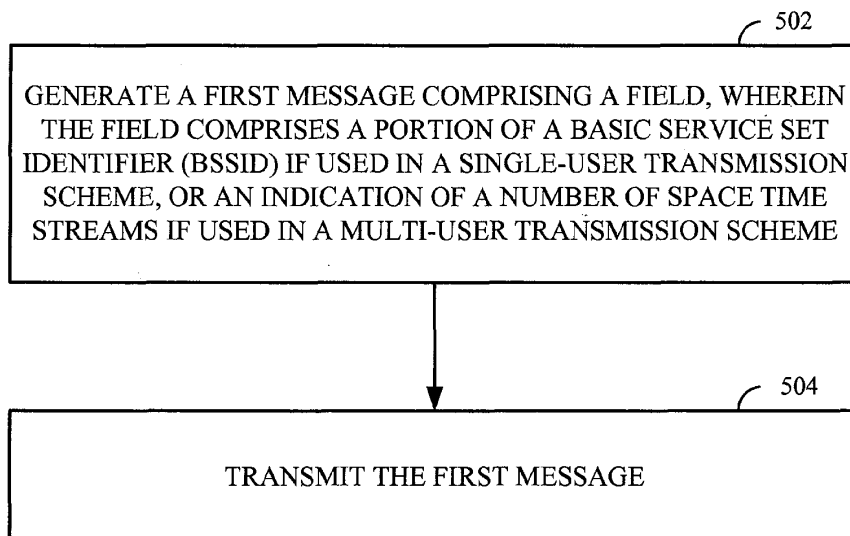 502
GENERATE A FIRST MESSAGE COMPRISING A FIELD, WHEREIN
THE FIELD COMPRISES A PORTION OF A BASIC SERVICE SET
IDENTIFIER (BSSID) IF USED IN A SINGLE-USER TRANSMISSION
SCHEME, OR AN INDICATION OF A NUMBER OF SPACE TIME
STREAMS IF USED IN A MULTI-USER TRANSMISSION SCHEME
504
TRANSMIT THE FIRST MESSAGE